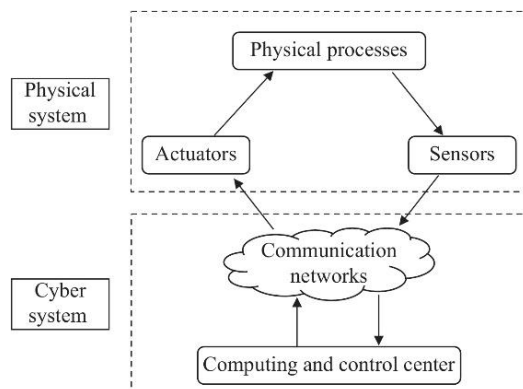 Physical processes
Physical
system
Actuators
Sensors
Communication
networks
Cyber
system
Computing and control center